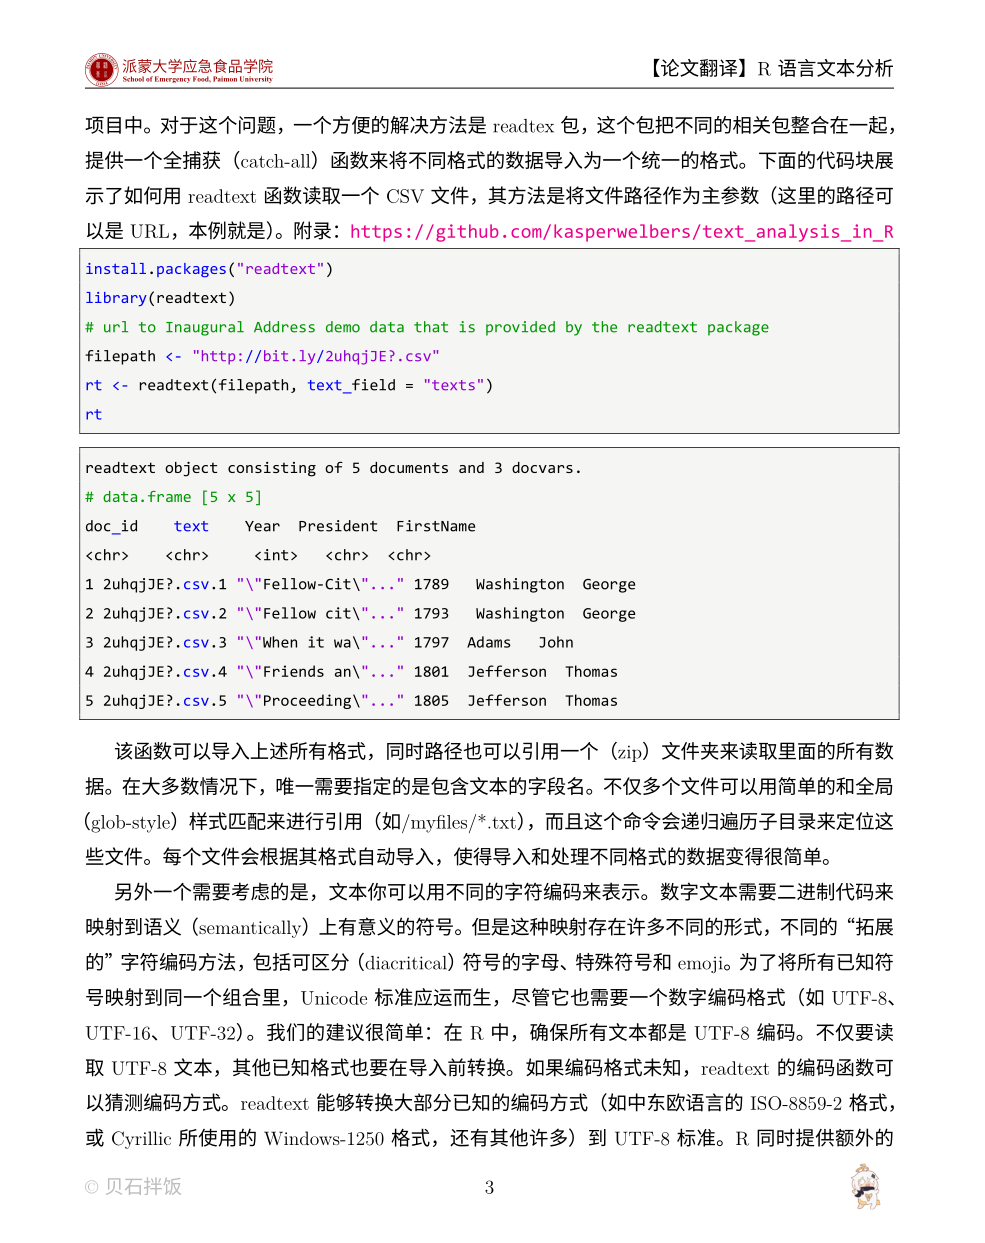 派蒙大学应急食品学院
School of Emergency Food, Paimon University
【论文翻译】R 语言文本分析
项目中。对于这个问题，一个方便的解决方法是 readtex 包，这个包把不同的相关包整合在一起，
提供一个全捕获（catch-all）函数来将不同格式的数据导入为一个统一的格式。下面的代码块展
示了如何用 readtext 函数读取一个 CSV 文件，其方法是将文件路径作为主参数（这里的路径可
以是 URL，本例就是）。附录：https://github.com/kasperwelbers/text_analysis_in_R
install.packages("readtext")
library(readtext)
# url to Inaugural Address demo data that is provided by the readtext package
filepath <- "http://bit.ly/2uhqjJE?.csv"
rt <- readtext(filepath, text_field = "texts")
rt
readtext object consisting of 5 documents and 3 docvars.
# data.frame [5 x 5]
doc_id    text    Year  President  FirstName
<chr>    <chr>     <int>   <chr>  <chr>
1 2uhqjJE?.csv.1 "\"Fellow-Cit\"..." 1789   Washington  George
2 2uhqjJE?.csv.2 "\"Fellow cit\"..." 1793   Washington  George
3 2uhqjJE?.csv.3 "\"When it wa\"..." 1797  Adams   John
4 2uhqjJE?.csv.4 "\"Friends an\"..." 1801  Jefferson  Thomas
5 2uhqjJE?.csv.5 "\"Proceeding\"..." 1805  Jefferson  Thomas
该函数可以导入上述所有格式，同时路径也可以引用一个（zip）文件夹来读取里面的所有数
据。在大多数情况下，唯一需要指定的是包含文本的字段名。不仅多个文件可以用简单的和全局
（glob-style）样式匹配来进行引用（如/myfiles/*.txt），而且这个命令会递归遍历子目录来定位这
些文件。每个文件会根据其格式自动导入，使得导入和处理不同格式的数据变得很简单。
另外一个需要考虑的是，文本你可以用不同的字符编码来表示。数字文本需要二进制代码来
映射到语义（semantically）上有意义的符号。但是这种映射存在许多不同的形式，不同的“拓展
的”字符编码方法，包括可区分（diacritical）符号的字母、特殊符号和 emoji。为了将所有已知符
号映射到同一个组合里，Unicode 标准应运而生，尽管它也需要一个数字编码格式（如 UTF-8、
UTF-16、UTF-32）。我们的建议很简单：在 R 中，确保所有文本都是 UTF-8 编码。不仅要读
取 UTF-8 文本，其他已知格式也要在导入前转换。如果编码格式未知，readtext 的编码函数可
以猜测编码方式。readtext 能够转换大部分已知的编码方式（如中东欧语言的 ISO-8859-2 格式，
或 Cyrillic 所使用的 Windows-1250 格式，还有其他许多）到 UTF-8 标准。R 同时提供额外的
© 贝石拌饭
3